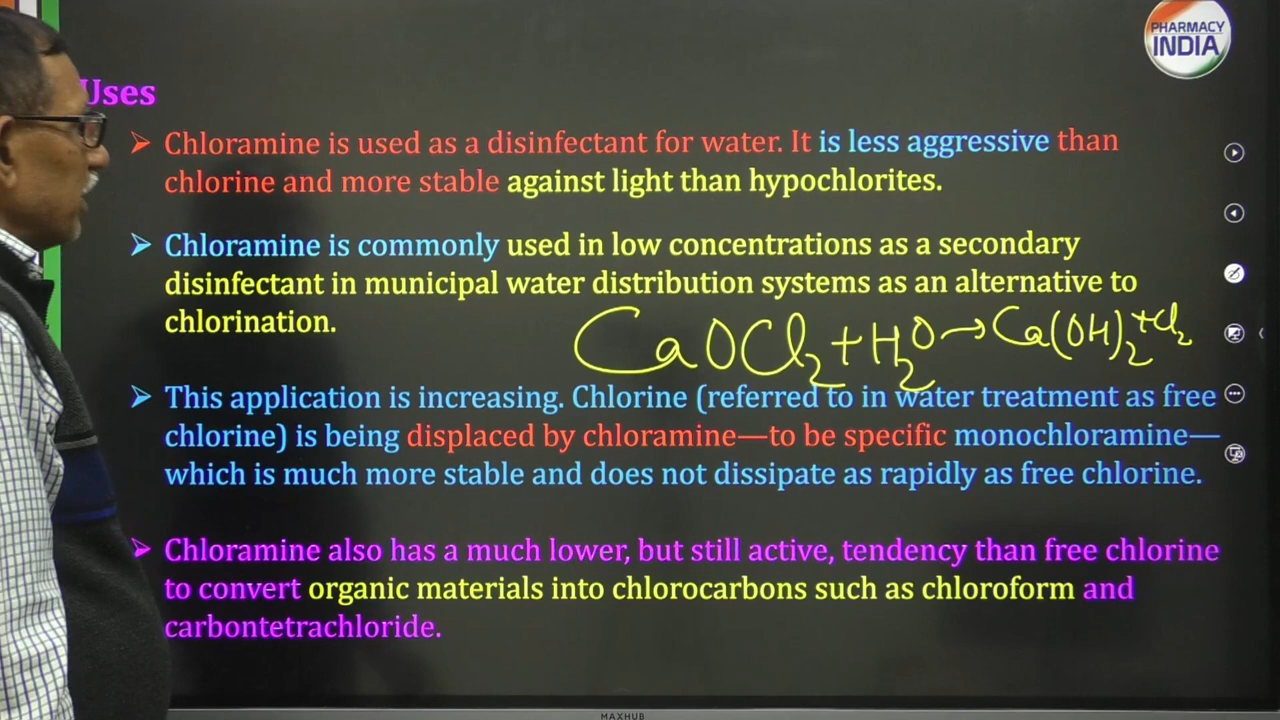 PHARMACY
INDIA
Uses
➢ Chloramine is used as a disinfectant for water. It is less aggressive than
chlorine and more stable against light than hypochlorites.
➢ Chloramine is commonly used in low concentrations as a secondary
disinfectant in municipal water distribution systems as an alternative to
chlorination.
CaOCl₂+H₂O→Ca(OH)₂+Cl₂
➢ This application is increasing. Chlorine (referred to in water treatment as free
chlorine) is being displaced by chloramine—to be specific monochloramine—
which is much more stable and does not dissipate as rapidly as free chlorine.
➢ Chloramine also has a much lower, but still active, tendency than free chlorine
to convert organic materials into chlorocarbons such as chloroform and
carbontetrachloride.
MAXHUB